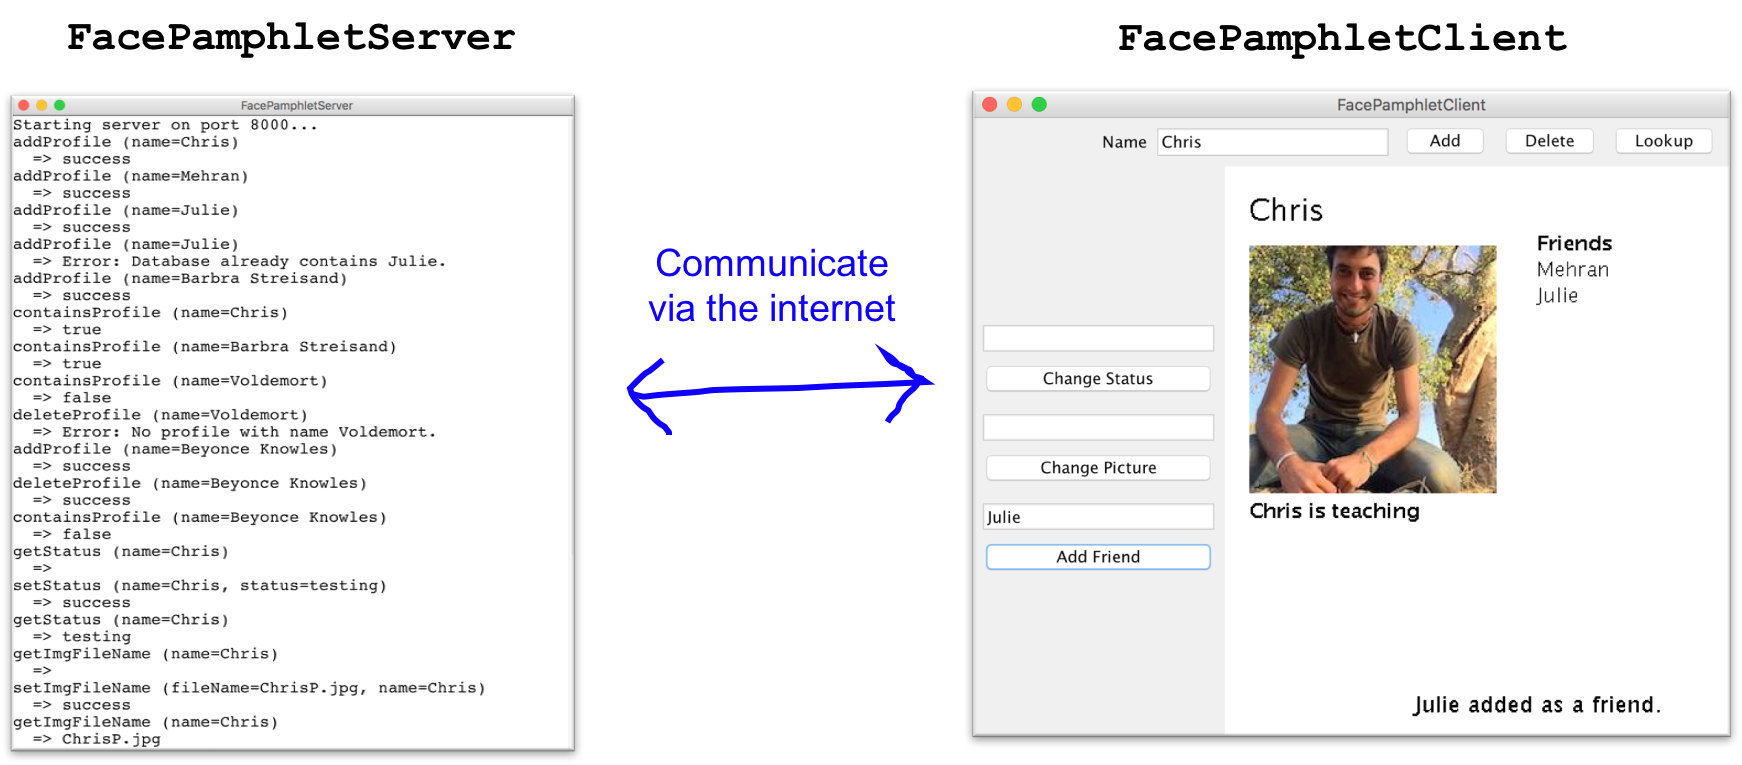 FacePamphletServer
FacePamphletServer
Starting server on port 8000...
addProfile (name=Chris)
=> success
addProfile (name=Mehran)
=> success
addProfile (name=Julie)
=> success
addProfile (name=Julie)
=> Error: Database already contains Julie.
addProfile (name=Barbra Streisand)
=> success
containsProfile (name=Chris)
=> true
containsProfile (name=Barbra Streisand)
=> true
containsProfile (name=Voldemort)
=> false
deleteProfile (name=Voldemort)
=> Error: No profile with name Voldemort.
addProfile (name=Beyonce Knowles)
=> success
deleteProfile (name=Beyonce Knowles)
=> success
containsProfile (name=Beyonce Knowles)
=> false
getStatus (name=Chris)
=>
setStatus (name=Chris, status=testing)
=> success
getStatus (name=Chris)
=> testing
getImgFileName (name=Chris)
=>
setImgFileName (fileName=ChrisP.jpg, name=Chris)
=> success
getImgFileName (name=Chris)
=> ChrisP.jpg
Communicate
via the internet
FacePamphletClient
FacePamphletClient
Name Chris Add Delete Lookup
Change Status
Change Picture
Julie
Add Friend
Chris
Friends
Mehran
Julie
Chris is teaching
Julie added as a friend.